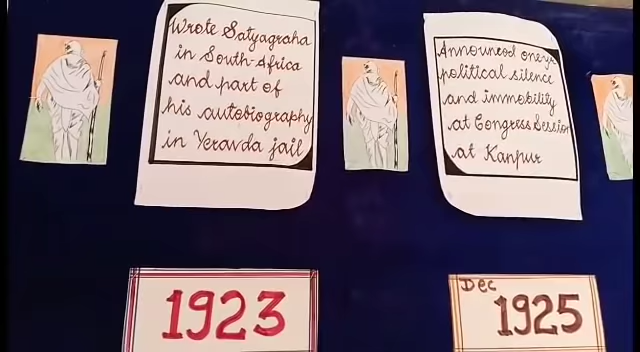 Wrote Satyagraha
in South-Africa
and part of
his autobiography
in Yeravda jail
1923
Announced one-yr
political silence
and immobility
at Congress Session
at Kanpur
Dec
1925